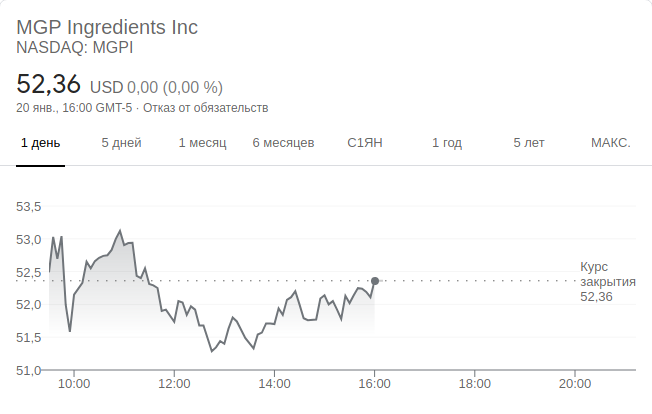 MGP Ingredients Inc
NASDAQ: MGPI
52,36 USD 0,00 (0,00 %)
20 янв., 16:00 GMT-5 · Отказ от обязательств
1 день 5 дней 1 месяц 6 месяцев С1ЯН 1 год 5 лет МАКС.
53,5
53,0
52,5
52,0
51,5
51,0
Курс
закрытия
52,36
10:00 12:00 14:00 16:00 18:00 20:00